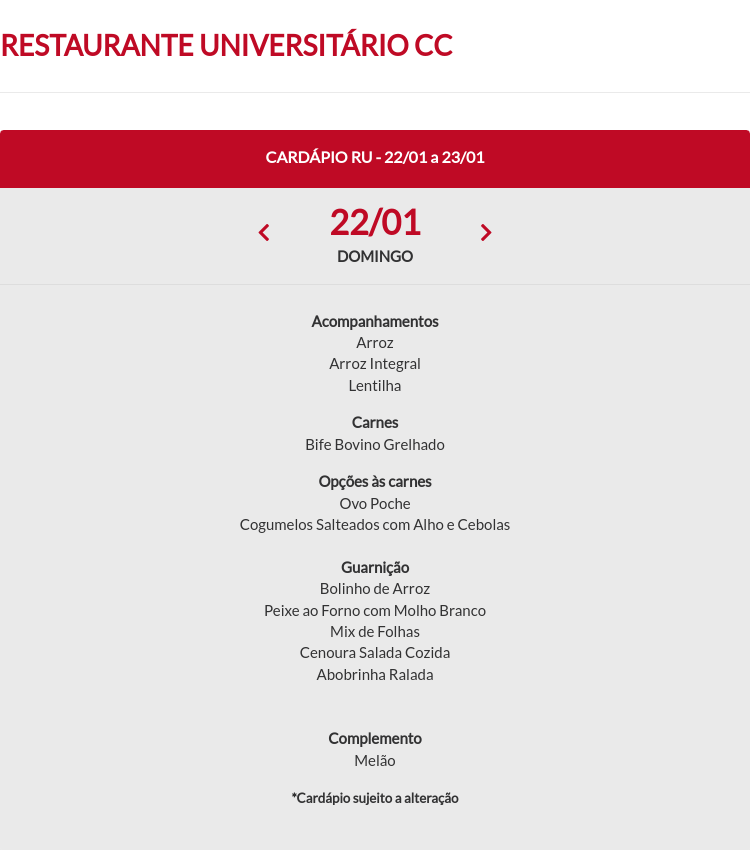 RESTAURANTE UNIVERSITÁRIO CC
CARDÁPIO RU - 22/01 a 23/01
22/01
DOMINGO
Acompanhamentos
Arroz
Arroz Integral
Lentilha
Carnes
Bife Bovino Grelhado
Opções às carnes
Ovo Poche
Cogumelos Salteados com Alho e Cebolas
Guarnição
Bolinho de Arroz
Peixe ao Forno com Molho Branco
Mix de Folhas
Cenoura Salada Cozida
Abobrinha Ralada
Complemento
Melão
*Cardápio sujeito a alteração